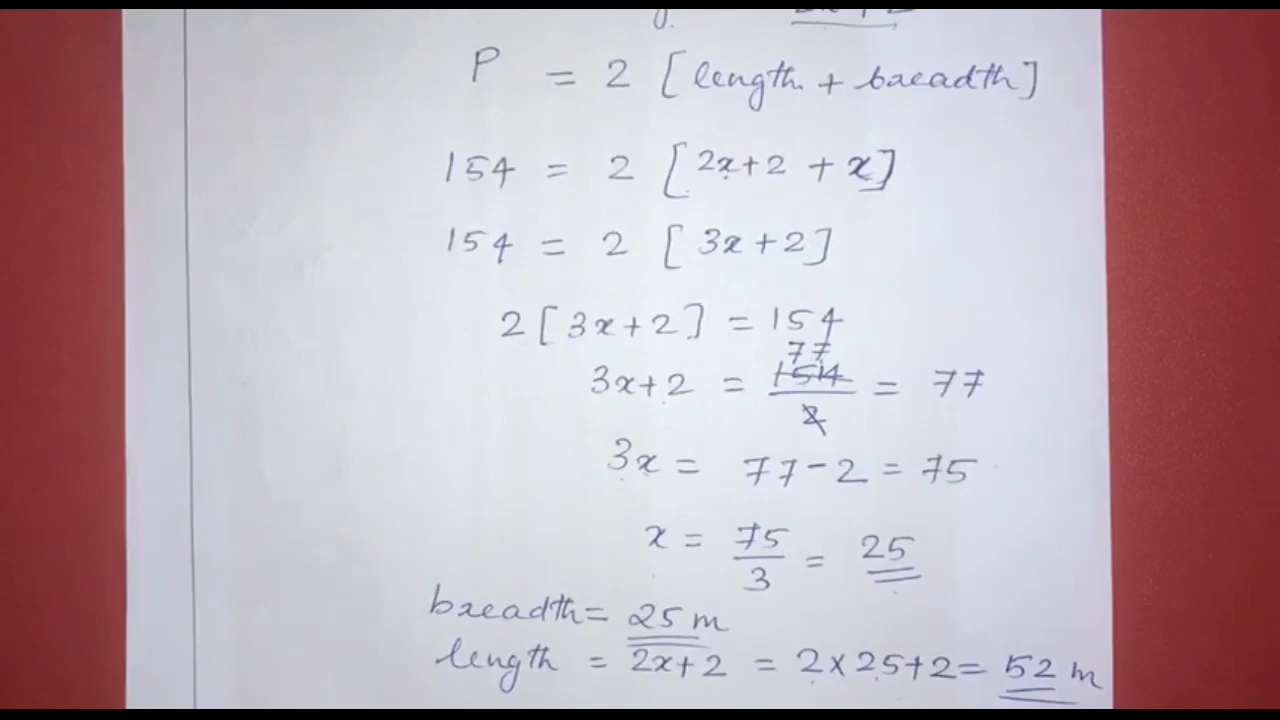 P = 2 [length + breadth]
154 = 2 [2x+2 + x]
154 = 2 [3x+2]
2[3x+2] = 154
3x+2 = 154/2 = 77
77
3x = 77-2 = 75
x = 75/3 = 25
breadth = 25 m
length = 2x+2 = 2x25+2 = 52 m